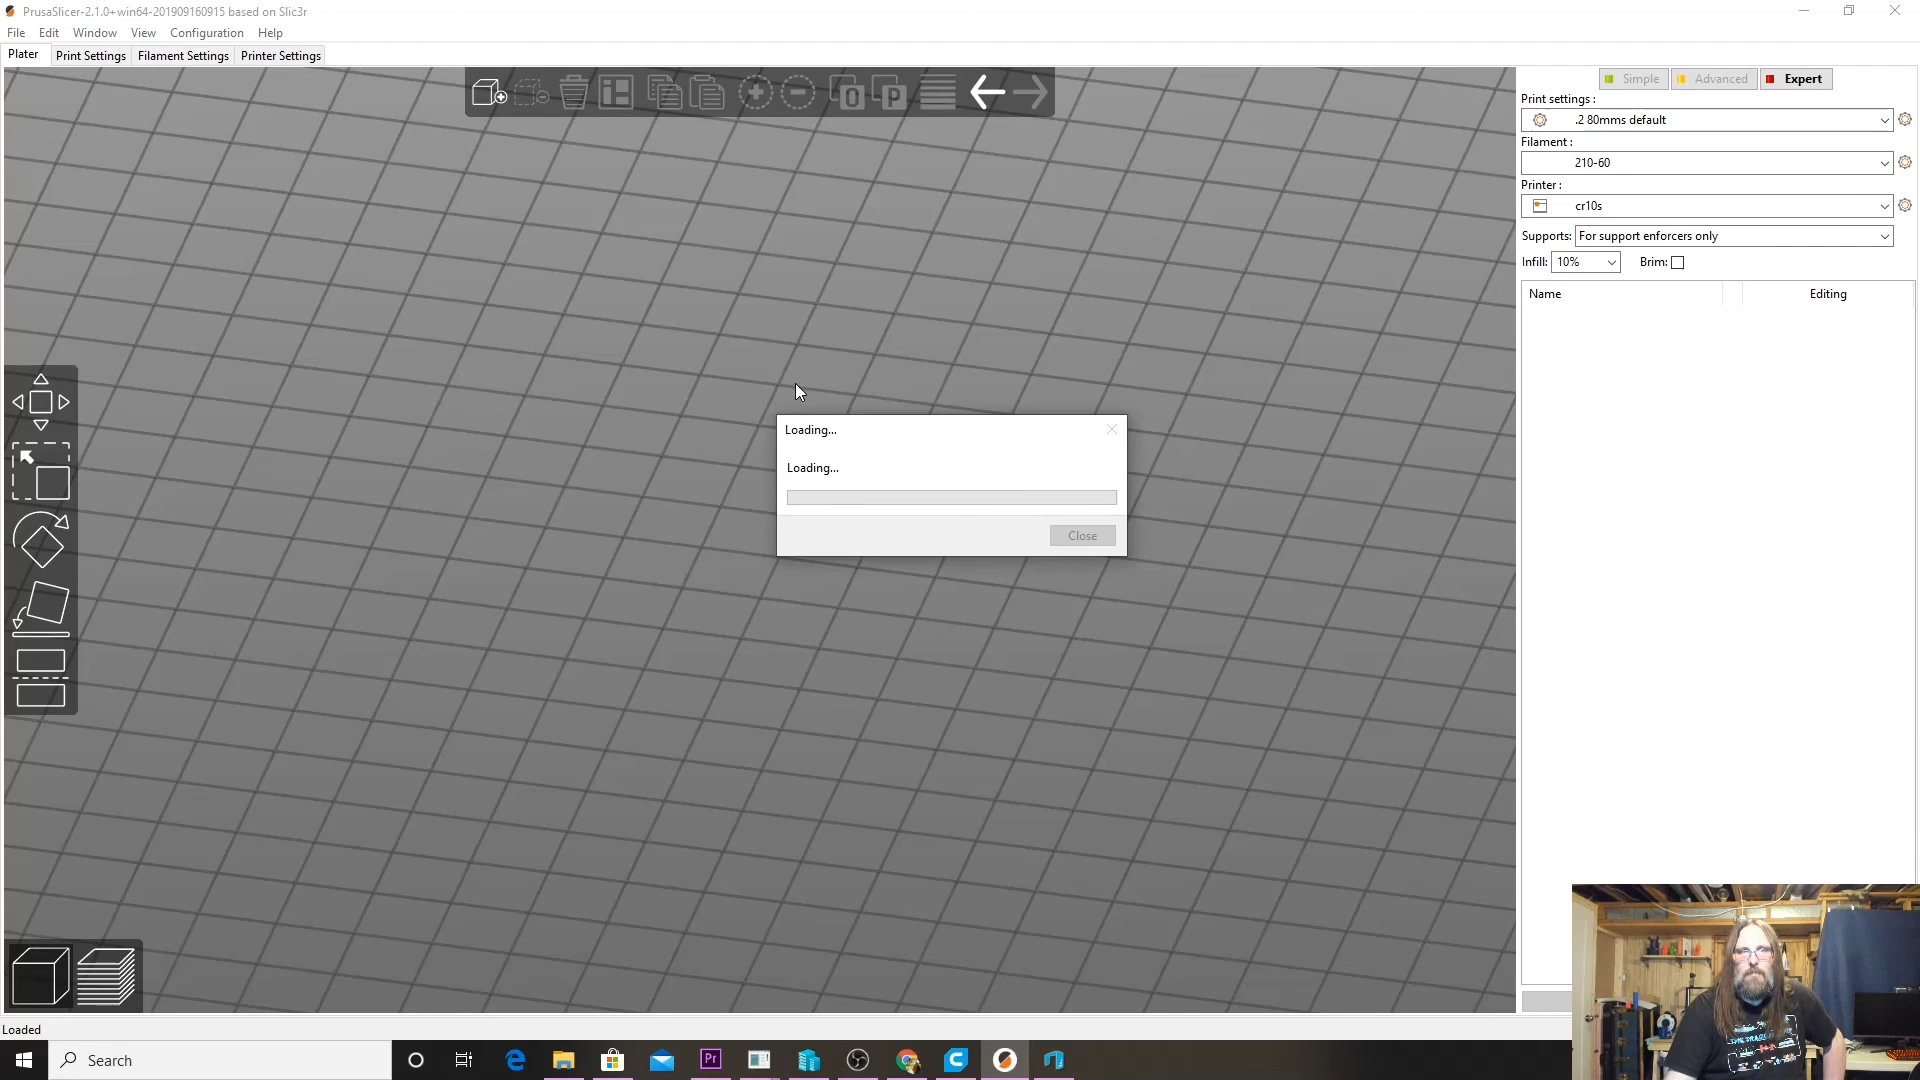 PrusaSlicer-2.1.0+win64-201909160915 based on Slic3r
File Edit Window View Configuration Help
Plater Print Settings Filament Settings Printer Settings
Simple Advanced Expert
Print settings :
.2 80mms default
Filament :
210-60
Printer :
cr10s
Supports: For support enforcers only
Infill: 10% Brim:
Name Editing
O P
Loading...
Loading...
Close
Loaded
Search
Pr